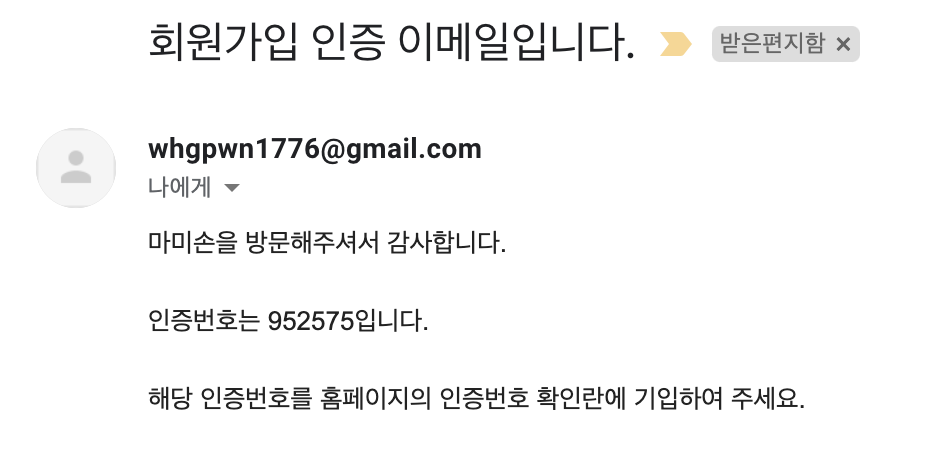 회원가입 인증 이메일입니다. 받은편지함 ×
whgpwn1776@gmail.com
나에게
마미손을 방문해주셔서 감사합니다.
인증번호는 952575입니다.
해당 인증번호를 홈페이지의 인증번호 확인란에 기입하여 주세요.